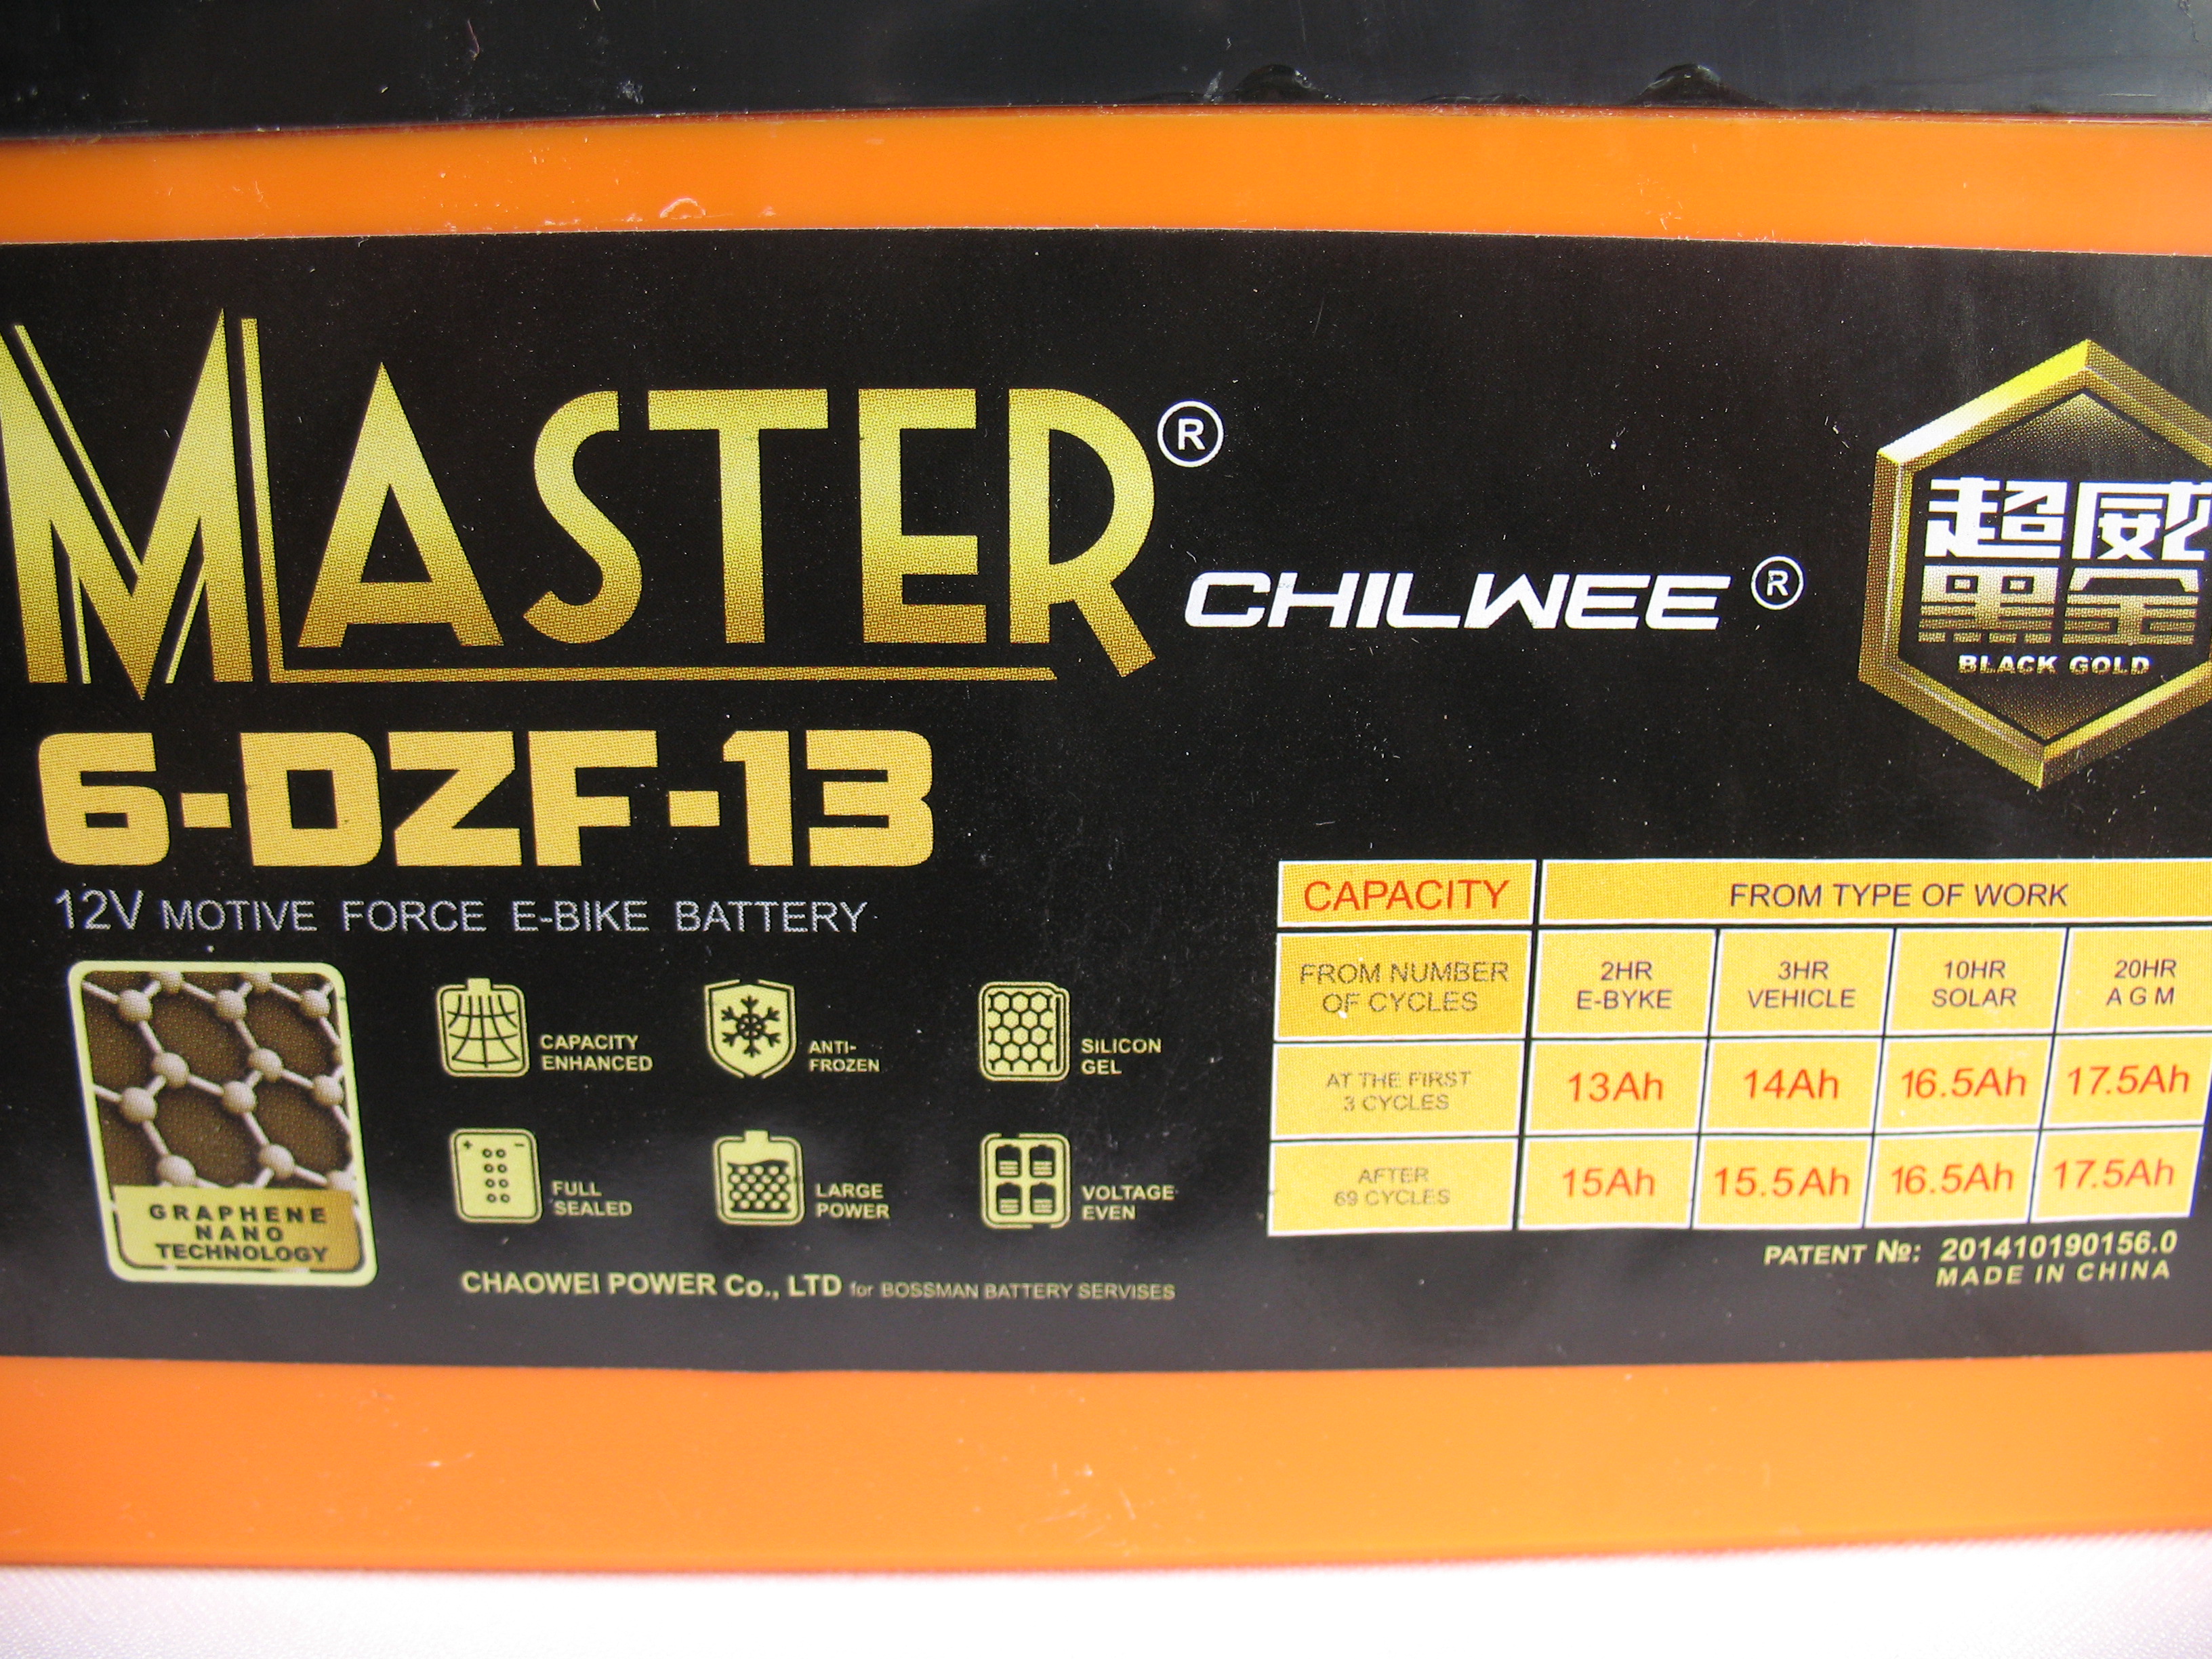 MASTER®
CHILWEE®
超威
黑金
BLACK GOLD
6-DZF-13
12V MOTIVE FORCE E-BIKE BATTERY
GRAPHENE
NANO
TECHNOLOGY
CAPACITY
ENHANCED
ANTI-
FROZEN
SILICON
GEL
+ -
FULL
SEALED
LARGE
POWER
VOLTAGE
EVEN
CHAOWEI POWER Co., LTD for BOSSMAN BATTERY SERVISES
CAPACITY FROM TYPE OF WORK
FROM NUMBER
OF CYCLES
2HR
E-BYKE
3HR
VEHICLE
10HR
SOLAR
20HR
AGM
AT THE FIRST
3 CYCLES
13Ah 14Ah 16.5Ah 17.5Ah
AFTER
69 CYCLES
15Ah 15.5Ah 16.5Ah 17.5Ah
PATENT №: 201410190156.0
MADE IN CHINA